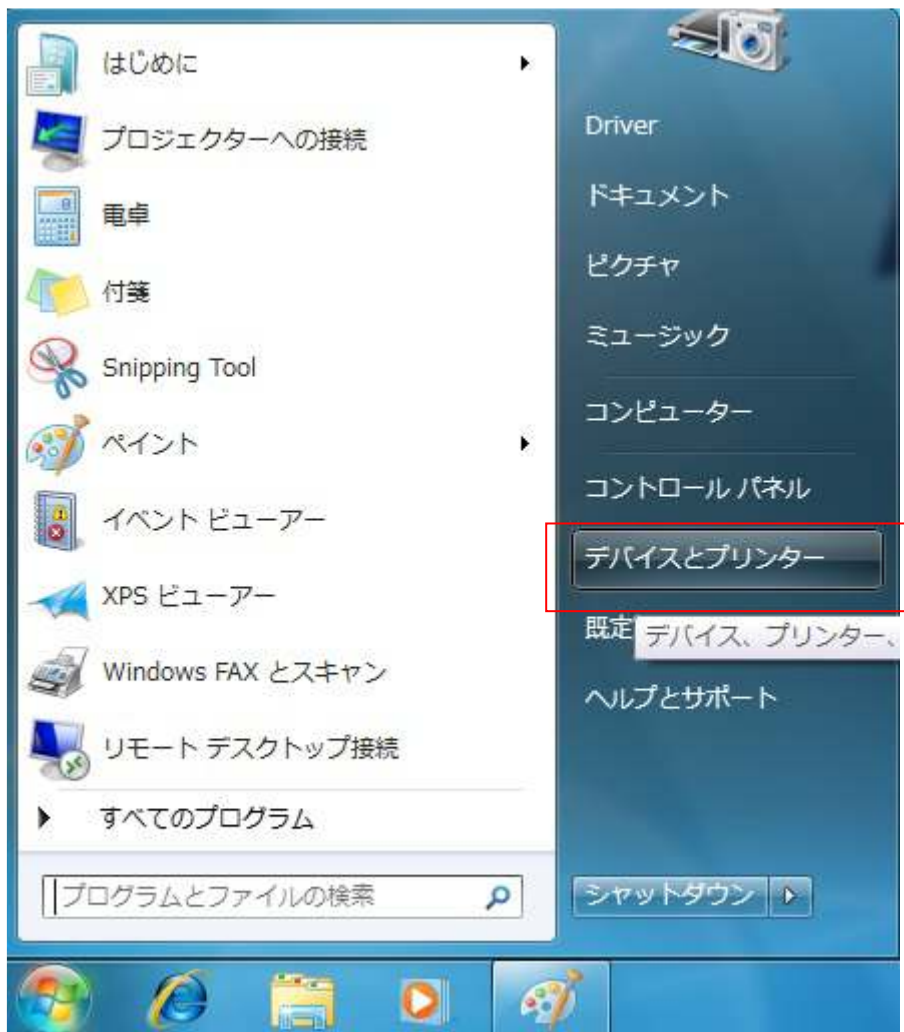 はじめに
プロジェクターへの接続
電卓
付箋
Snipping Tool
ペイント
イベント ビューアー
XPS ビューアー
Windows FAX とスキャン
リモート デスクトップ接続
すべてのプログラム
プログラムとファイルの検索
Driver
ドキュメント
ピクチャ
ミュージック
コンピューター
コントロール パネル
デバイスとプリンター
既定
デバイス、プリンター、
ヘルプとサポート
シャットダウン